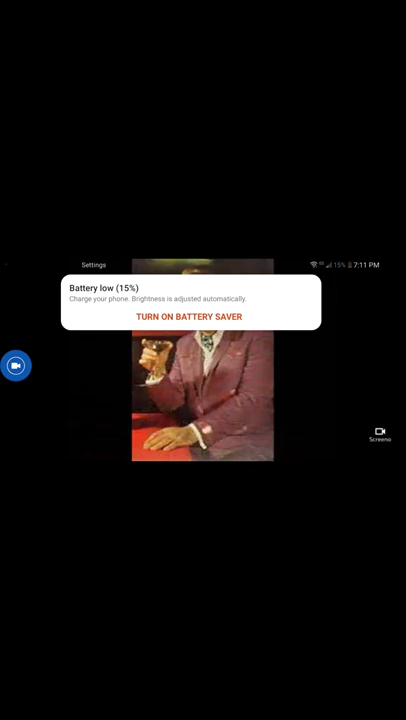 Settings
15% 7:11 PM
Battery low (15%)
Charge your phone. Brightness is adjusted automatically.
TURN ON BATTERY SAVER
Screeno